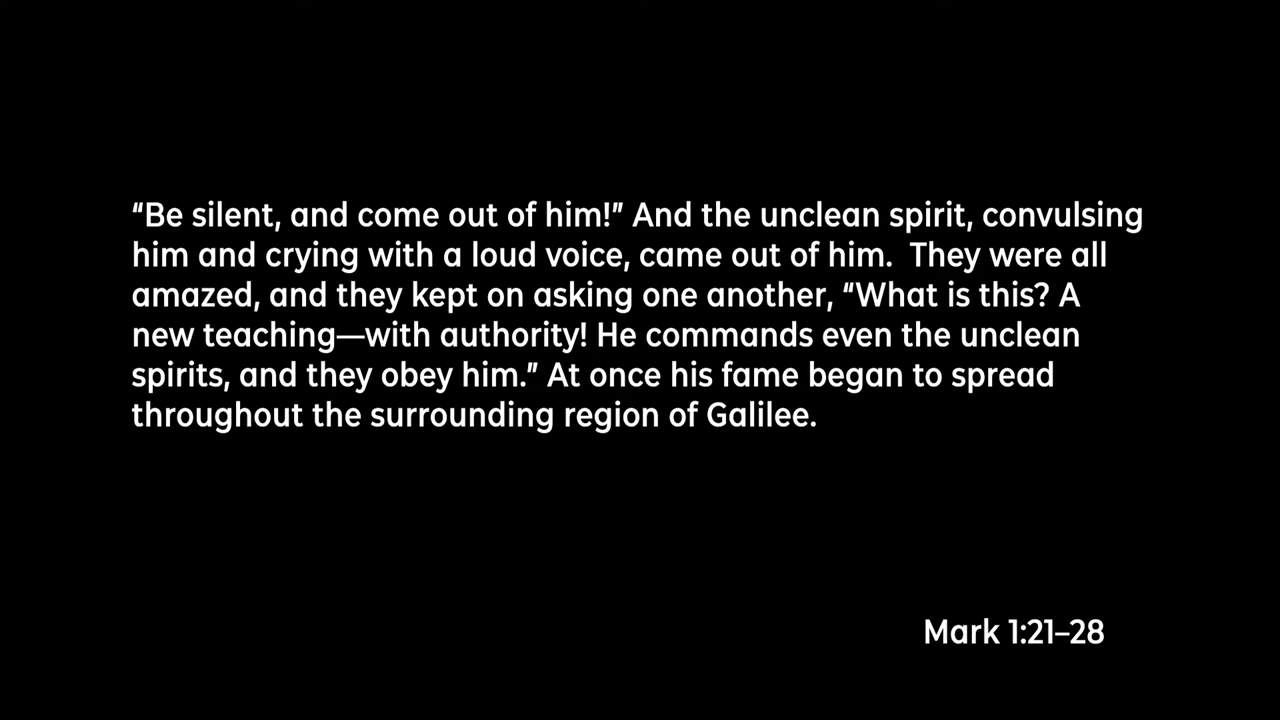 “Be silent, and come out of him!” And the unclean spirit, convulsing
him and crying with a loud voice, came out of him.  They were all
amazed, and they kept on asking one another, “What is this? A
new teaching—with authority! He commands even the unclean
spirits, and they obey him.” At once his fame began to spread
throughout the surrounding region of Galilee.
Mark 1:21–28